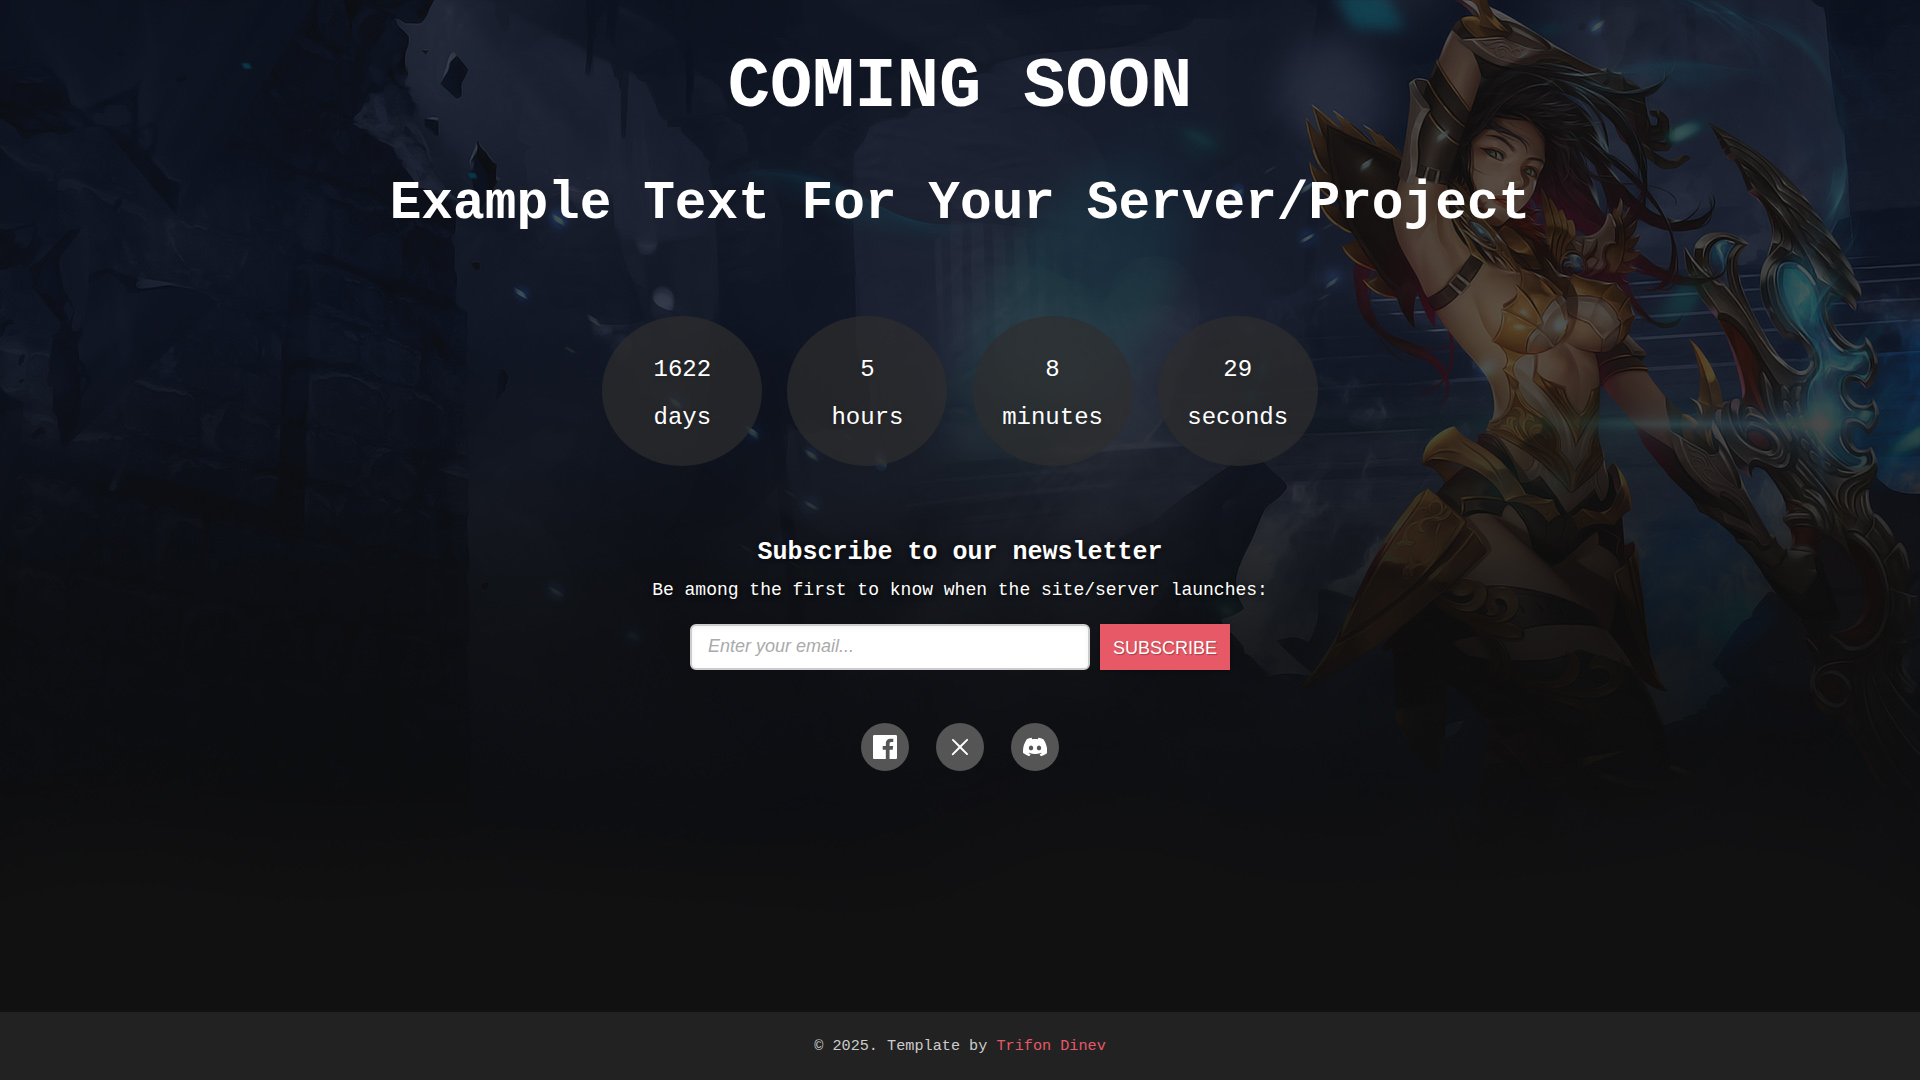 COMING SOON
Example Text For Your Server/Project
1622 5 8 29
days hours minutes seconds
Subscribe to our newsletter
Be among the first to know when the site/server launches:
Enter your email... SUBSCRIBE
© 2025. Template by Trifon Dinev